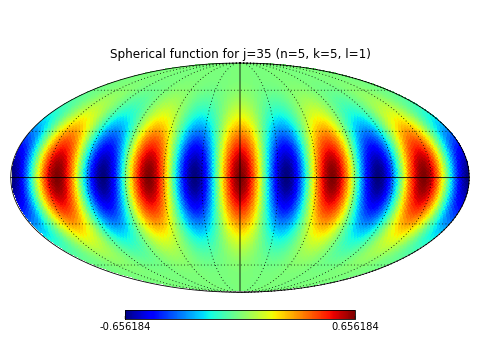 Spherical function for j=35 (n=5, k=5, l=1)
-0.656184 0.656184